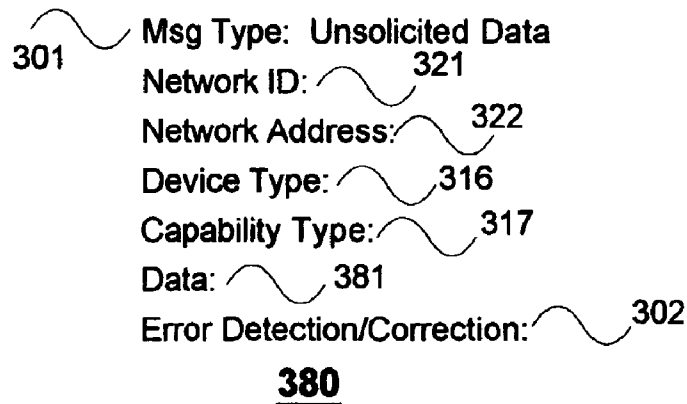 301 Msg Type: Unsolicited Data
Network ID: 321
Network Address: 322
Device Type: 316
Capability Type: 317
Data: 381
Error Detection/Correction: 302
380